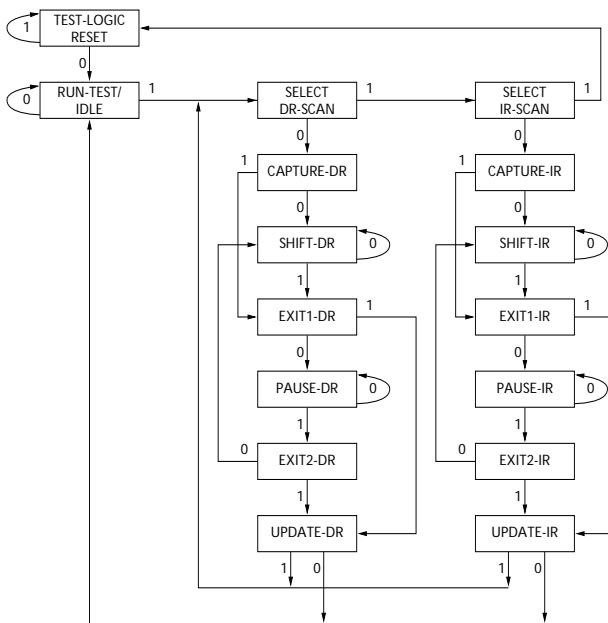 1
TEST-LOGIC
RESET
0
0
RUN-TEST/
IDLE
1
SELECT
DR-SCAN
1
SELECT
IR-SCAN
1
0
0
1
CAPTURE-DR
1
CAPTURE-IR
0
0
SHIFT-DR
0
SHIFT-IR
0
1
1
EXIT1-DR
1
EXIT1-IR
1
0
0
PAUSE-DR
0
PAUSE-IR
0
1
1
0
EXIT2-DR
0
EXIT2-IR
1
1
UPDATE-DR
UPDATE-IR
1
0
1
0